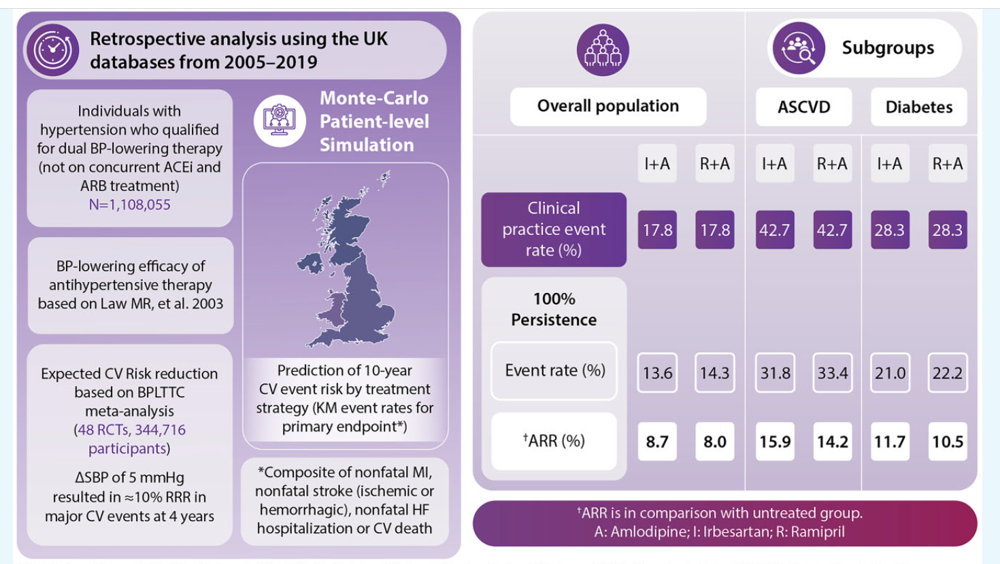 Retrospective analysis using the UK
databases from 2005–2019
Individuals with
hypertension who qualified
for dual BP-lowering therapy
(not on concurrent ACEi and
ARB treatment)
N=1,108,055
BP-lowering efficacy of
antihypertensive therapy
based on Law MR, et al. 2003
Expected CV Risk reduction
based on BPLTTC
meta-analysis
(48 RCTs, 344,716
participants)
ΔSBP of 5 mmHg
resulted in ≈10% RRR in
major CV events at 4 years
Monte-Carlo
Patient-level
Simulation
Prediction of 10-year
CV event risk by treatment
strategy (KM event rates for
primary endpoint*)
*Composite of nonfatal MI,
nonfatal stroke (ischemic or
hemorrhagic), nonfatal HF
hospitalization or CV death
Subgroups
Overall population ASCVD Diabetes
I+A R+A I+A R+A I+A R+A
Clinical
practice event
rate (%)
17.8 17.8 42.7 42.7 28.3 28.3
100%
Persistence
Event rate (%) 13.6 14.3 31.8 33.4 21.0 22.2
†ARR (%) 8.7 8.0 15.9 14.2 11.7 10.5
†ARR is in comparison with untreated group.
A: Amlodipine; I: Irbesartan; R: Ramipril